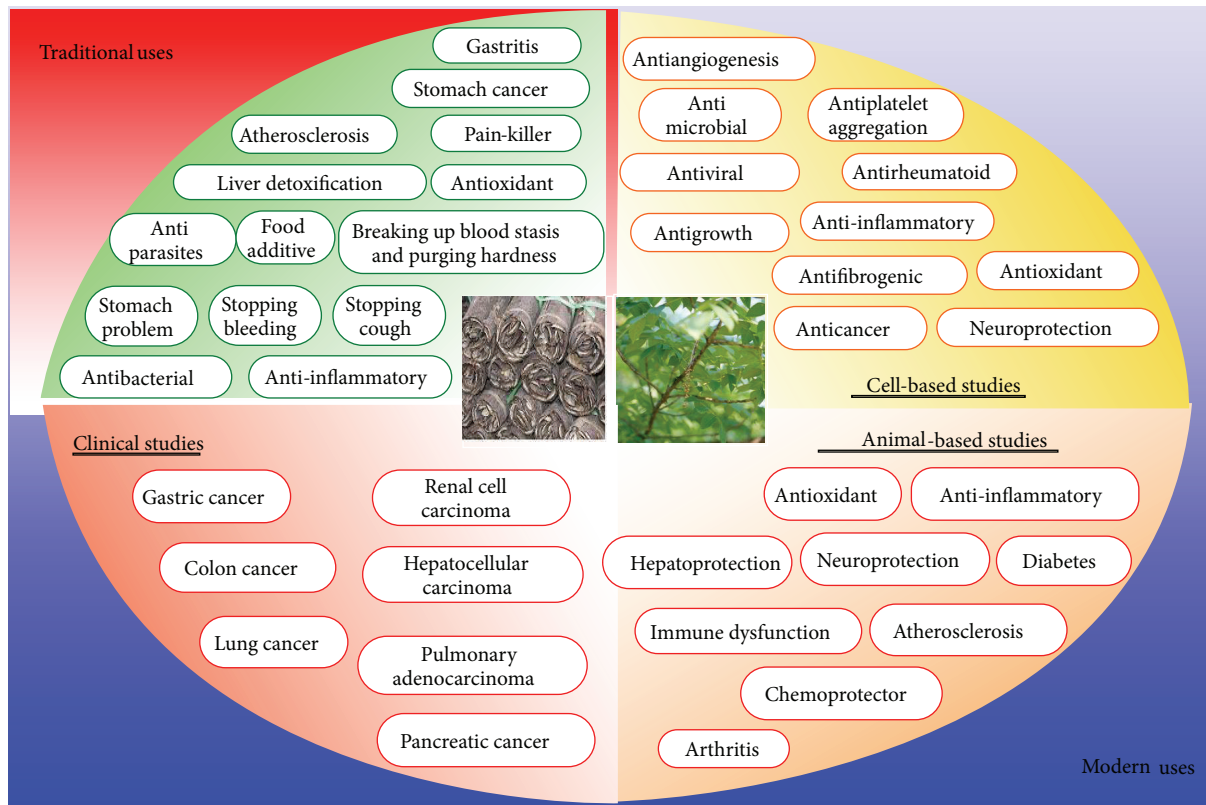 Traditional uses
Gastritis
Stomach cancer
Atherosclerosis
Pain-killer
Liver detoxification
Antioxidant
Anti
parasites
Food
additive
Breaking up blood stasis
and purging hardness
Stomach
problem
Stopping
bleeding
Stopping
cough
Antibacterial
Anti-inflammatory
Antiangiogenesis
Anti
microbial
Antiplatelet
aggregation
Antiviral
Antirheumatoid
Antigrowth
Anti-inflammatory
Antifibrogenic
Antioxidant
Anticancer
Neuroprotection
Cell-based studies
Clinical studies
Gastric cancer
Renal cell
carcinoma
Colon cancer
Hepatocellular
carcinoma
Lung cancer
Pulmonary
adenocarcinoma
Pancreatic cancer
Animal-based studies
Antioxidant
Anti-inflammatory
Hepatoprotection
Neuroprotection
Diabetes
Immune dysfunction
Atherosclerosis
Chemoprotector
Arthritis
Modern uses